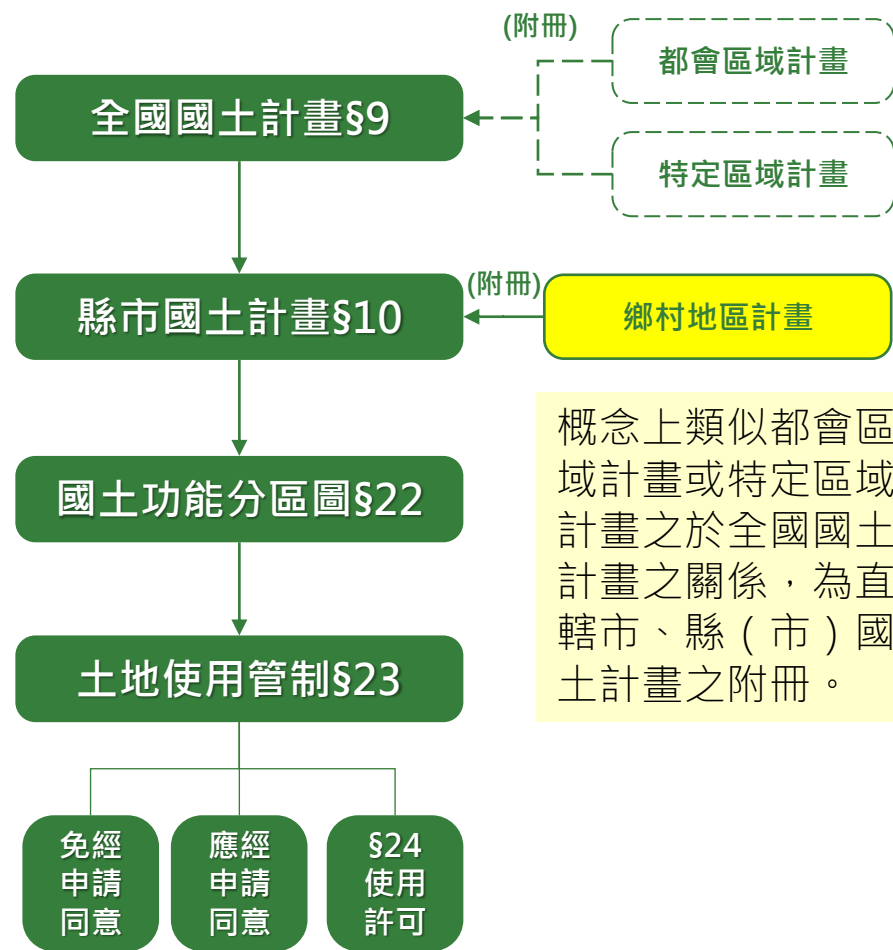 (附冊)
都會區域計畫
全國國土計畫§9
特定區域計畫
(附冊)
縣市國土計畫§10
鄉村地區計畫
概念上類似都會區
域計畫或特定區域
計畫之於全國國土
計畫之關係，為直
轄市、縣（市）國
土計畫之附冊。
國土功能分區圖§22
土地使用管制§23
免經
申請
同意
應經
申請
同意
§24
使用
許可